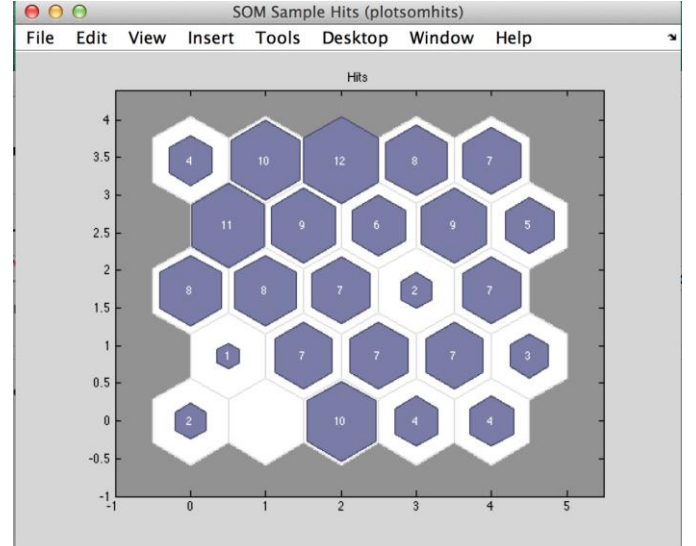 SOM Sample Hits (plotsomhits)
File Edit View Insert Tools Desktop Window Help
Hits
4
4 10 12 8 7
3.5
3
11 9 6 9 5
2.5
2
8 8 7 2 7
1.5
1
1 7 7 7 3
0.5
0
2 10 4 4
-0.5
-1
-1 0 1 2 3 4 5